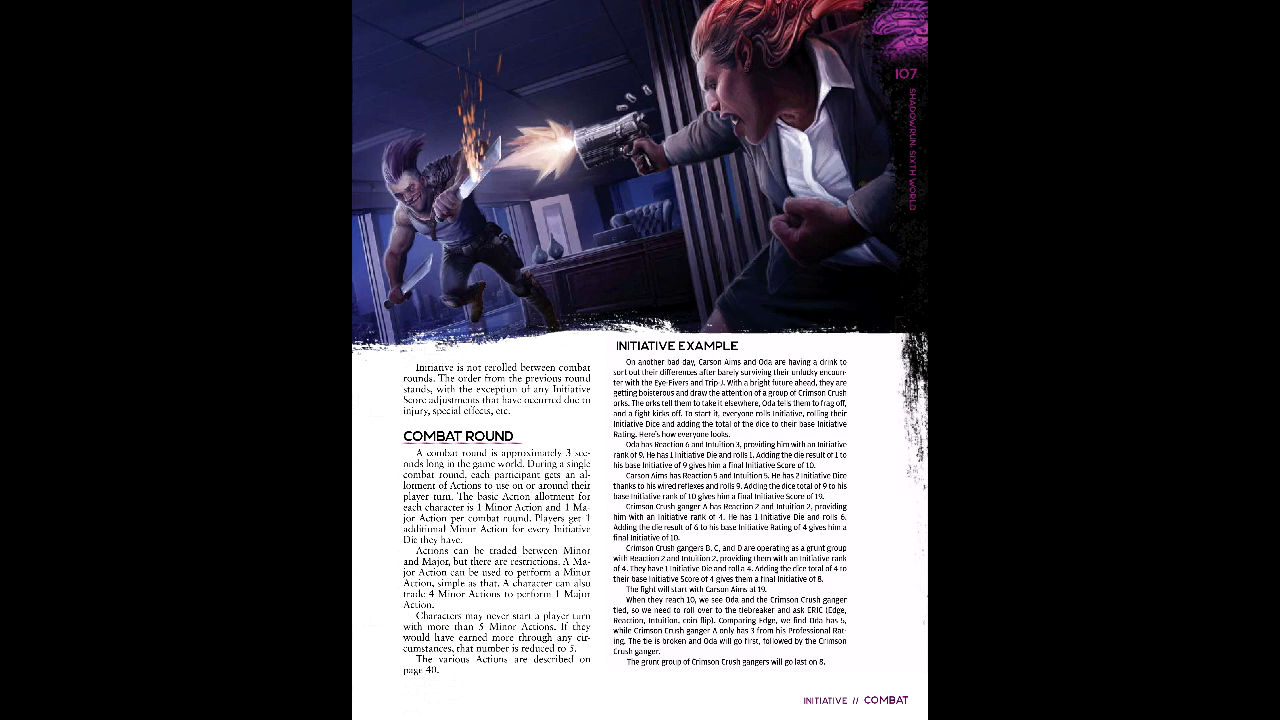 107
SHADOWRUN: SIXTH WORLD
Initiative is not rerolled between combat
rounds. The order from the previous round
stands, with the exception of any Initiative
Score adjustments that have occurred due to
injury, special effects, etc.
COMBAT ROUND
A combat round is approximately 3 sec-
onds long in the game world. During a single
combat round, each participant gets an al-
lotment of Actions to use on or around their
player turn. The basic Action allotment for
each character is 1 Minor Action and 1 Ma-
jor Action per combat round. Players get 1
additional Minor Action for every Initiative
Die they have.
Actions can be traded between Minor
and Major, but there are restrictions. A Ma-
jor Action can be used to perform a Minor
Action, simple as that. A character can also
trade 4 Minor Actions to perform 1 Major
Action.
Characters may never start a player turn
with more than 5 Minor Actions. If they
would have earned more through any cir-
cumstances, that number is reduced to 5.
The various Actions are described on
page 40.
INITIATIVE EXAMPLE
On another bad day, Carson Aims and Oda are having a drink to
sort out their differences after barely surviving their unlucky encoun-
ter with the Eye-Fivers and Trip-J. With a bright future ahead, they are
getting boisterous and draw the attention of a group of Crimson Crush
orks. The orks tell them to take it elsewhere, Oda tells them to frag off,
and a fight kicks off. To start it, everyone rolls Initiative, rolling their
Initiative Dice and adding the total of the dice to their base Initiative
Rating. Here's how everyone looks.
Oda has Reaction 6 and Intuition 3, providing him with an Initiative
rank of 9. He has 1 Initiative Die and rolls 1. Adding the die result of 1 to
his base Initiative of 9 gives him a final Initiative Score of 10.
Carson Aims has Reaction 5 and Intuition 5. He has 2 Initiative Dice
thanks to his wired reflexes and rolls 9. Adding the dice total of 9 to his
base Initiative rank of 10 gives him a final Initiative Score of 19.
Crimson Crush ganger A has Reaction 2 and Intuition 2, providing
him with an Initiative rank of 4. He has 1 Initiative Die and rolls 6.
Adding the die result of 6 to his base Initiative Rating of 4 gives him a
final Initiative of 10.
Crimson Crush gangers B, C, and D are operating as a grunt group
with Reaction 2 and Intuition 2, providing them with an Initiative rank
of 4. They have 1 Initiative Die and roll a 4. Adding the dice total of 4 to
their base Initiative Score of 4 gives them a final Initiative of 8.
The fight will start with Carson Aims at 19.
When they reach 10, we see Oda and the Crimson Crush ganger
tied, so we need to roll over to the tiebreaker and ask ERIC (Edge,
Reaction, Intuition, coin flip). Comparing Edge, we find Oda has 5,
while Crimson Crush ganger A only has 3 from his Professional Rat-
ing. The tie is broken and Oda will go first, followed by the Crimson
Crush ganger.
The grunt group of Crimson Crush gangers will go last on 8.
INITIATIVE // COMBAT